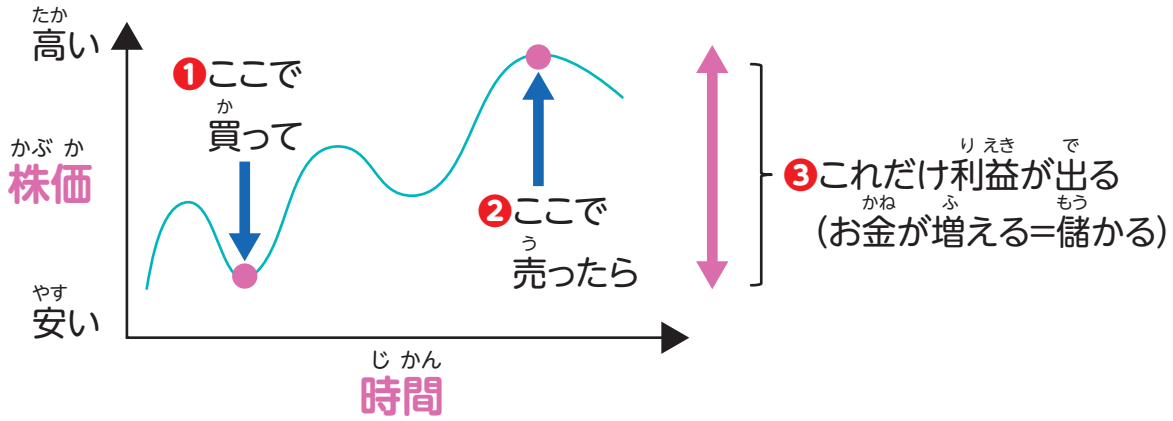 たか
高い
❶ここで
か
買って
かぶ か
株価
❷ここで
う
売ったら
やす
安い
じ かん
時間
り えき で
❸これだけ利益が出る
かね ふ もう
(お金が増える=儲かる)